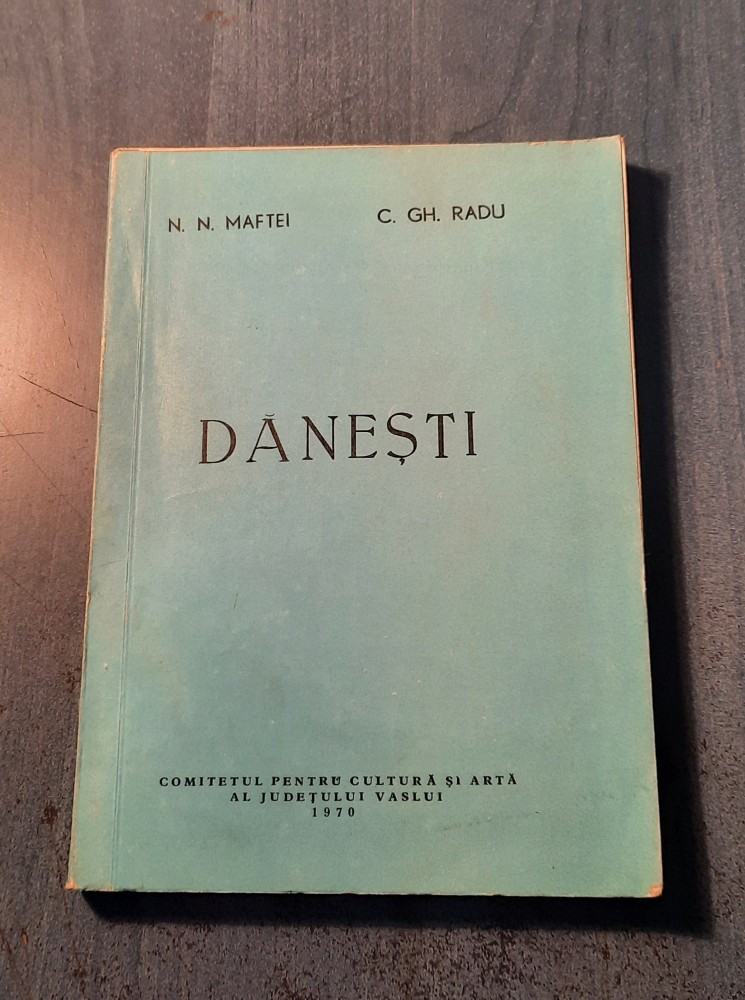 N. N. MAFTEI C. GH. RADU
DĂNEȘTI
COMITETUL PENTRU CULTURĂ ȘI ARTĂ
AL JUDEȚULUI VASLUI
1970